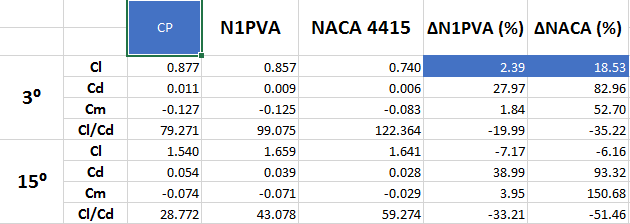 CP N1PVA NACA 4415 ΔN1PVA (%) ΔNACA (%)
3º
Cl 0.877 0.857 0.740 2.39 18.53
Cd 0.011 0.009 0.006 27.97 82.96
Cm -0.127 -0.125 -0.083 1.84 52.70
Cl/Cd 79.271 99.075 122.364 -19.99 -35.22
15º
Cl 1.540 1.659 1.641 -7.17 -6.16
Cd 0.054 0.039 0.028 38.99 93.32
Cm -0.074 -0.071 -0.029 3.95 150.68
Cl/Cd 28.772 43.078 59.274 -33.21 -51.46